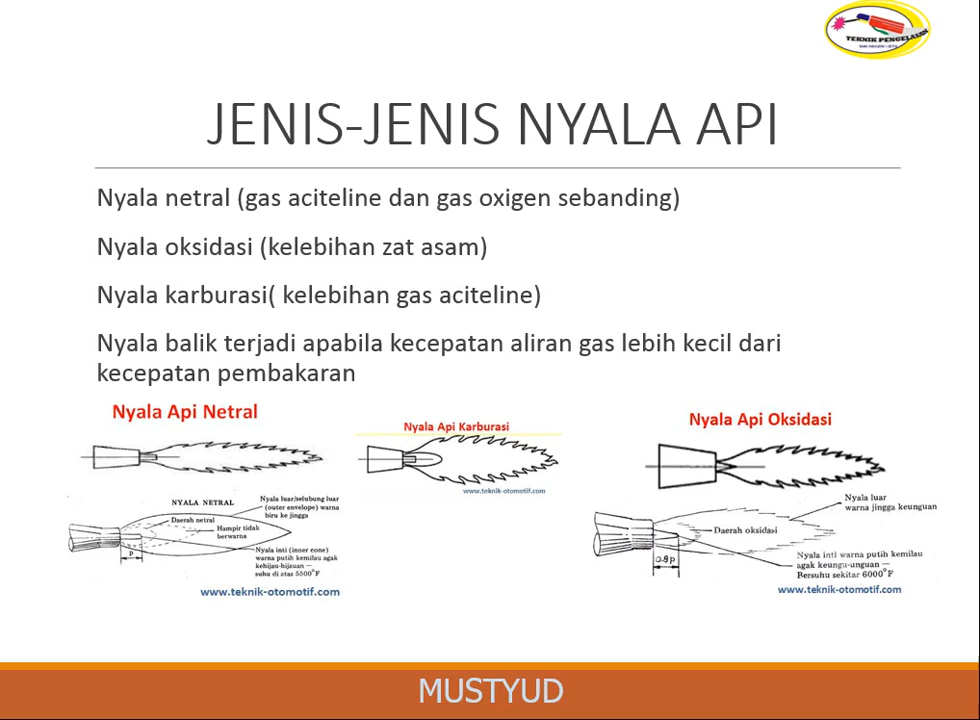 TEKNIK PENGELASAN
JENIS-JENIS NYALA API
Nyala netral (gas aciteline dan gas oxigen sebanding)
Nyala oksidasi (kelebihan zat asam)
Nyala karburasi( kelebihan gas aciteline)
Nyala balik terjadi apabila kecepatan aliran gas lebih kecil dari
kecepatan pembakaran
Nyala Api Netral
NYALA NETRAL
Nyala luar/selubung luar
(outer envelope) warna
biru ke jingga
Daerah netral
Hampir tidak
berwarna
P
Nyala inti (inner cone)
warna putih kemilau agak
kehijau-hijauan —
suhu di atas 5500°F
www.teknik-otomotif.com
Nyala Api Karburasi
www.teknik-otomotif.com
Nyala Api Oksidasi
Nyala luar
warna jingga keunguan
Daerah oksidasi
0.8 p
Nyala inti warna putih kemilau
agak keungu-unguan —
Bersuhu sekitar 6000°F
www.teknik-otomotif.com
MUSTYUD